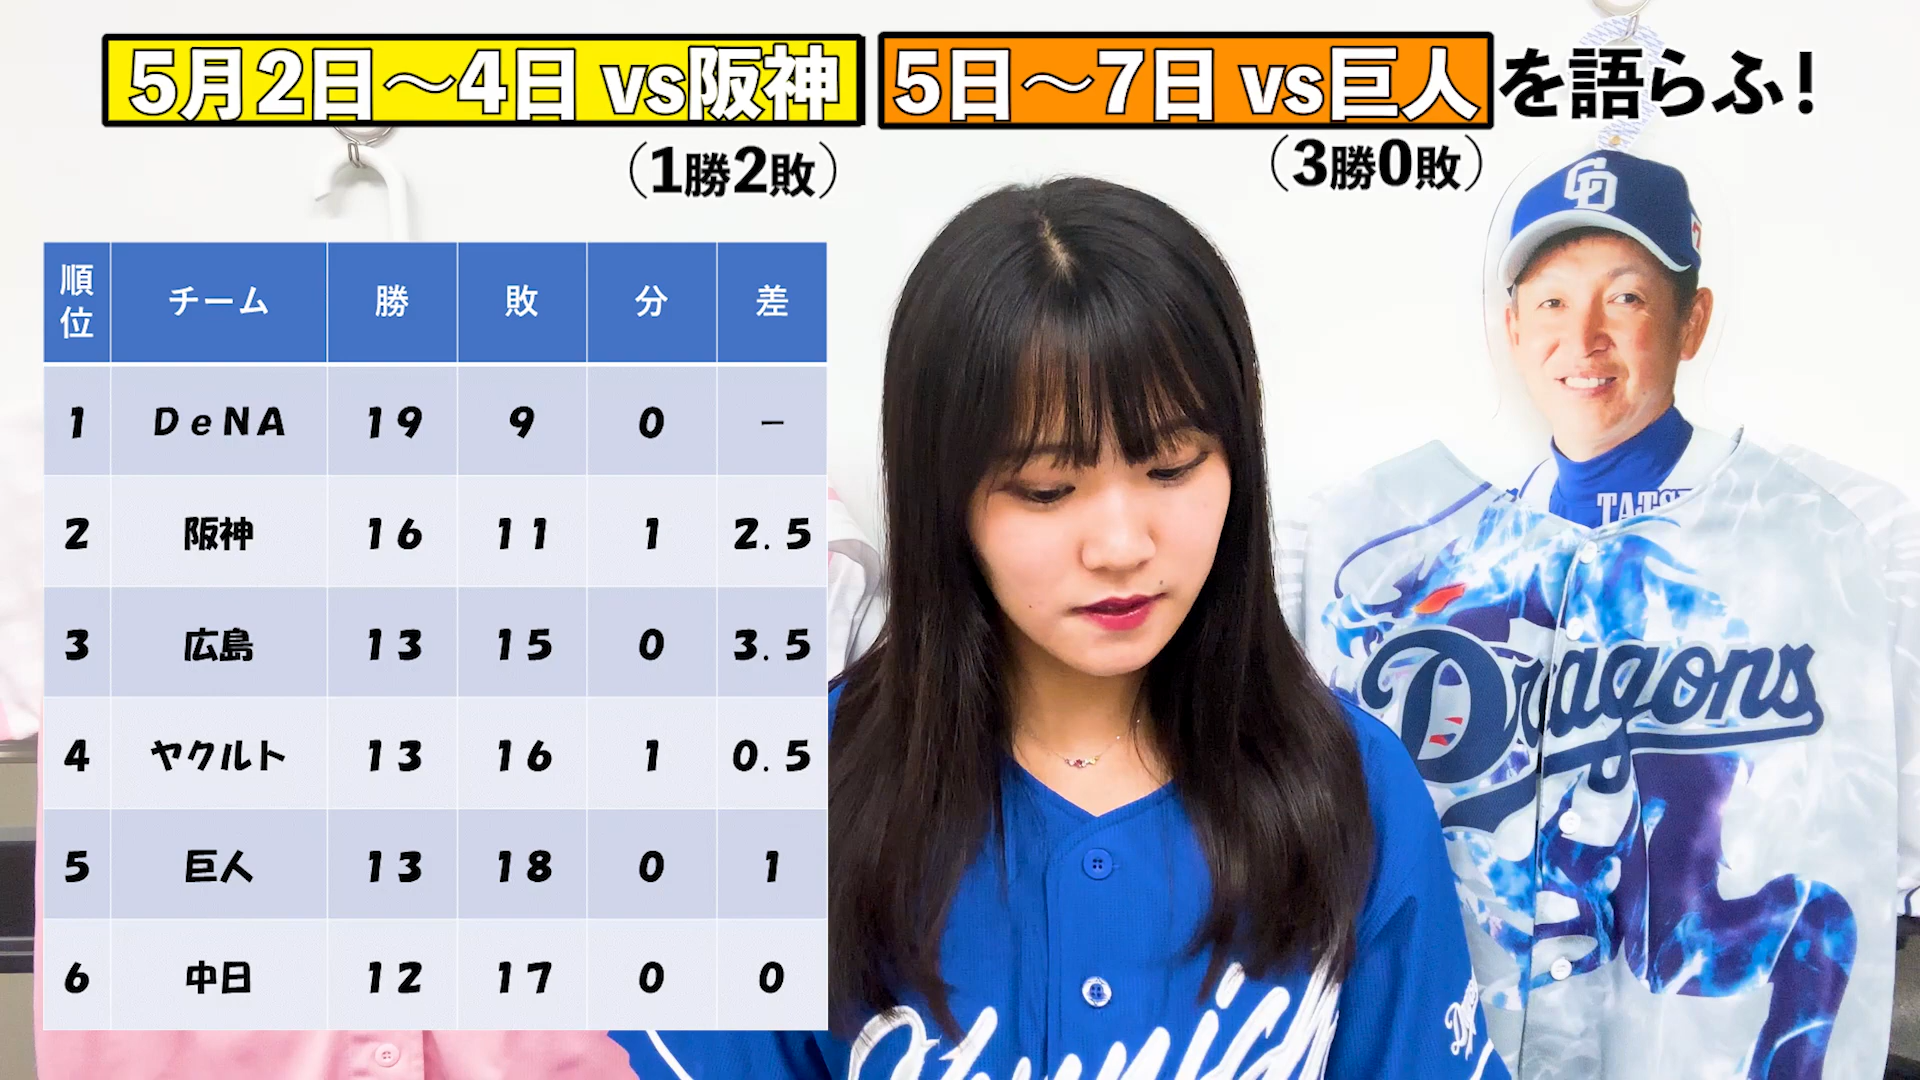 5月2日～4日 vs阪神 5日～7日 vs巨人を語らふ！
（1勝2敗） （3勝0敗）
順位 チーム 勝 敗 分 差
1 DeNA 19 9 0 －
2 阪神 16 11 1 2.5
3 広島 13 15 0 3.5
4 ヤクルト 13 16 1 0.5
5 巨人 13 18 0 1
6 中日 12 17 0 0
CD
Dragons